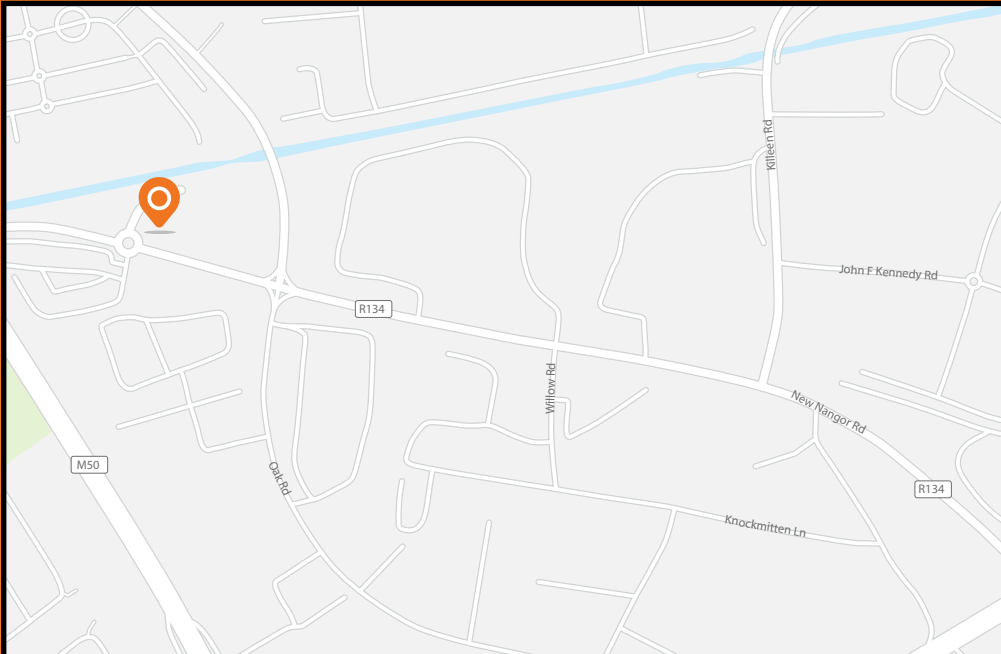 Killeen Rd
John F Kennedy Rd
R134
Willow Rd
New Nangor Rd
M50
Oak Rd
R134
Knockmitten Ln